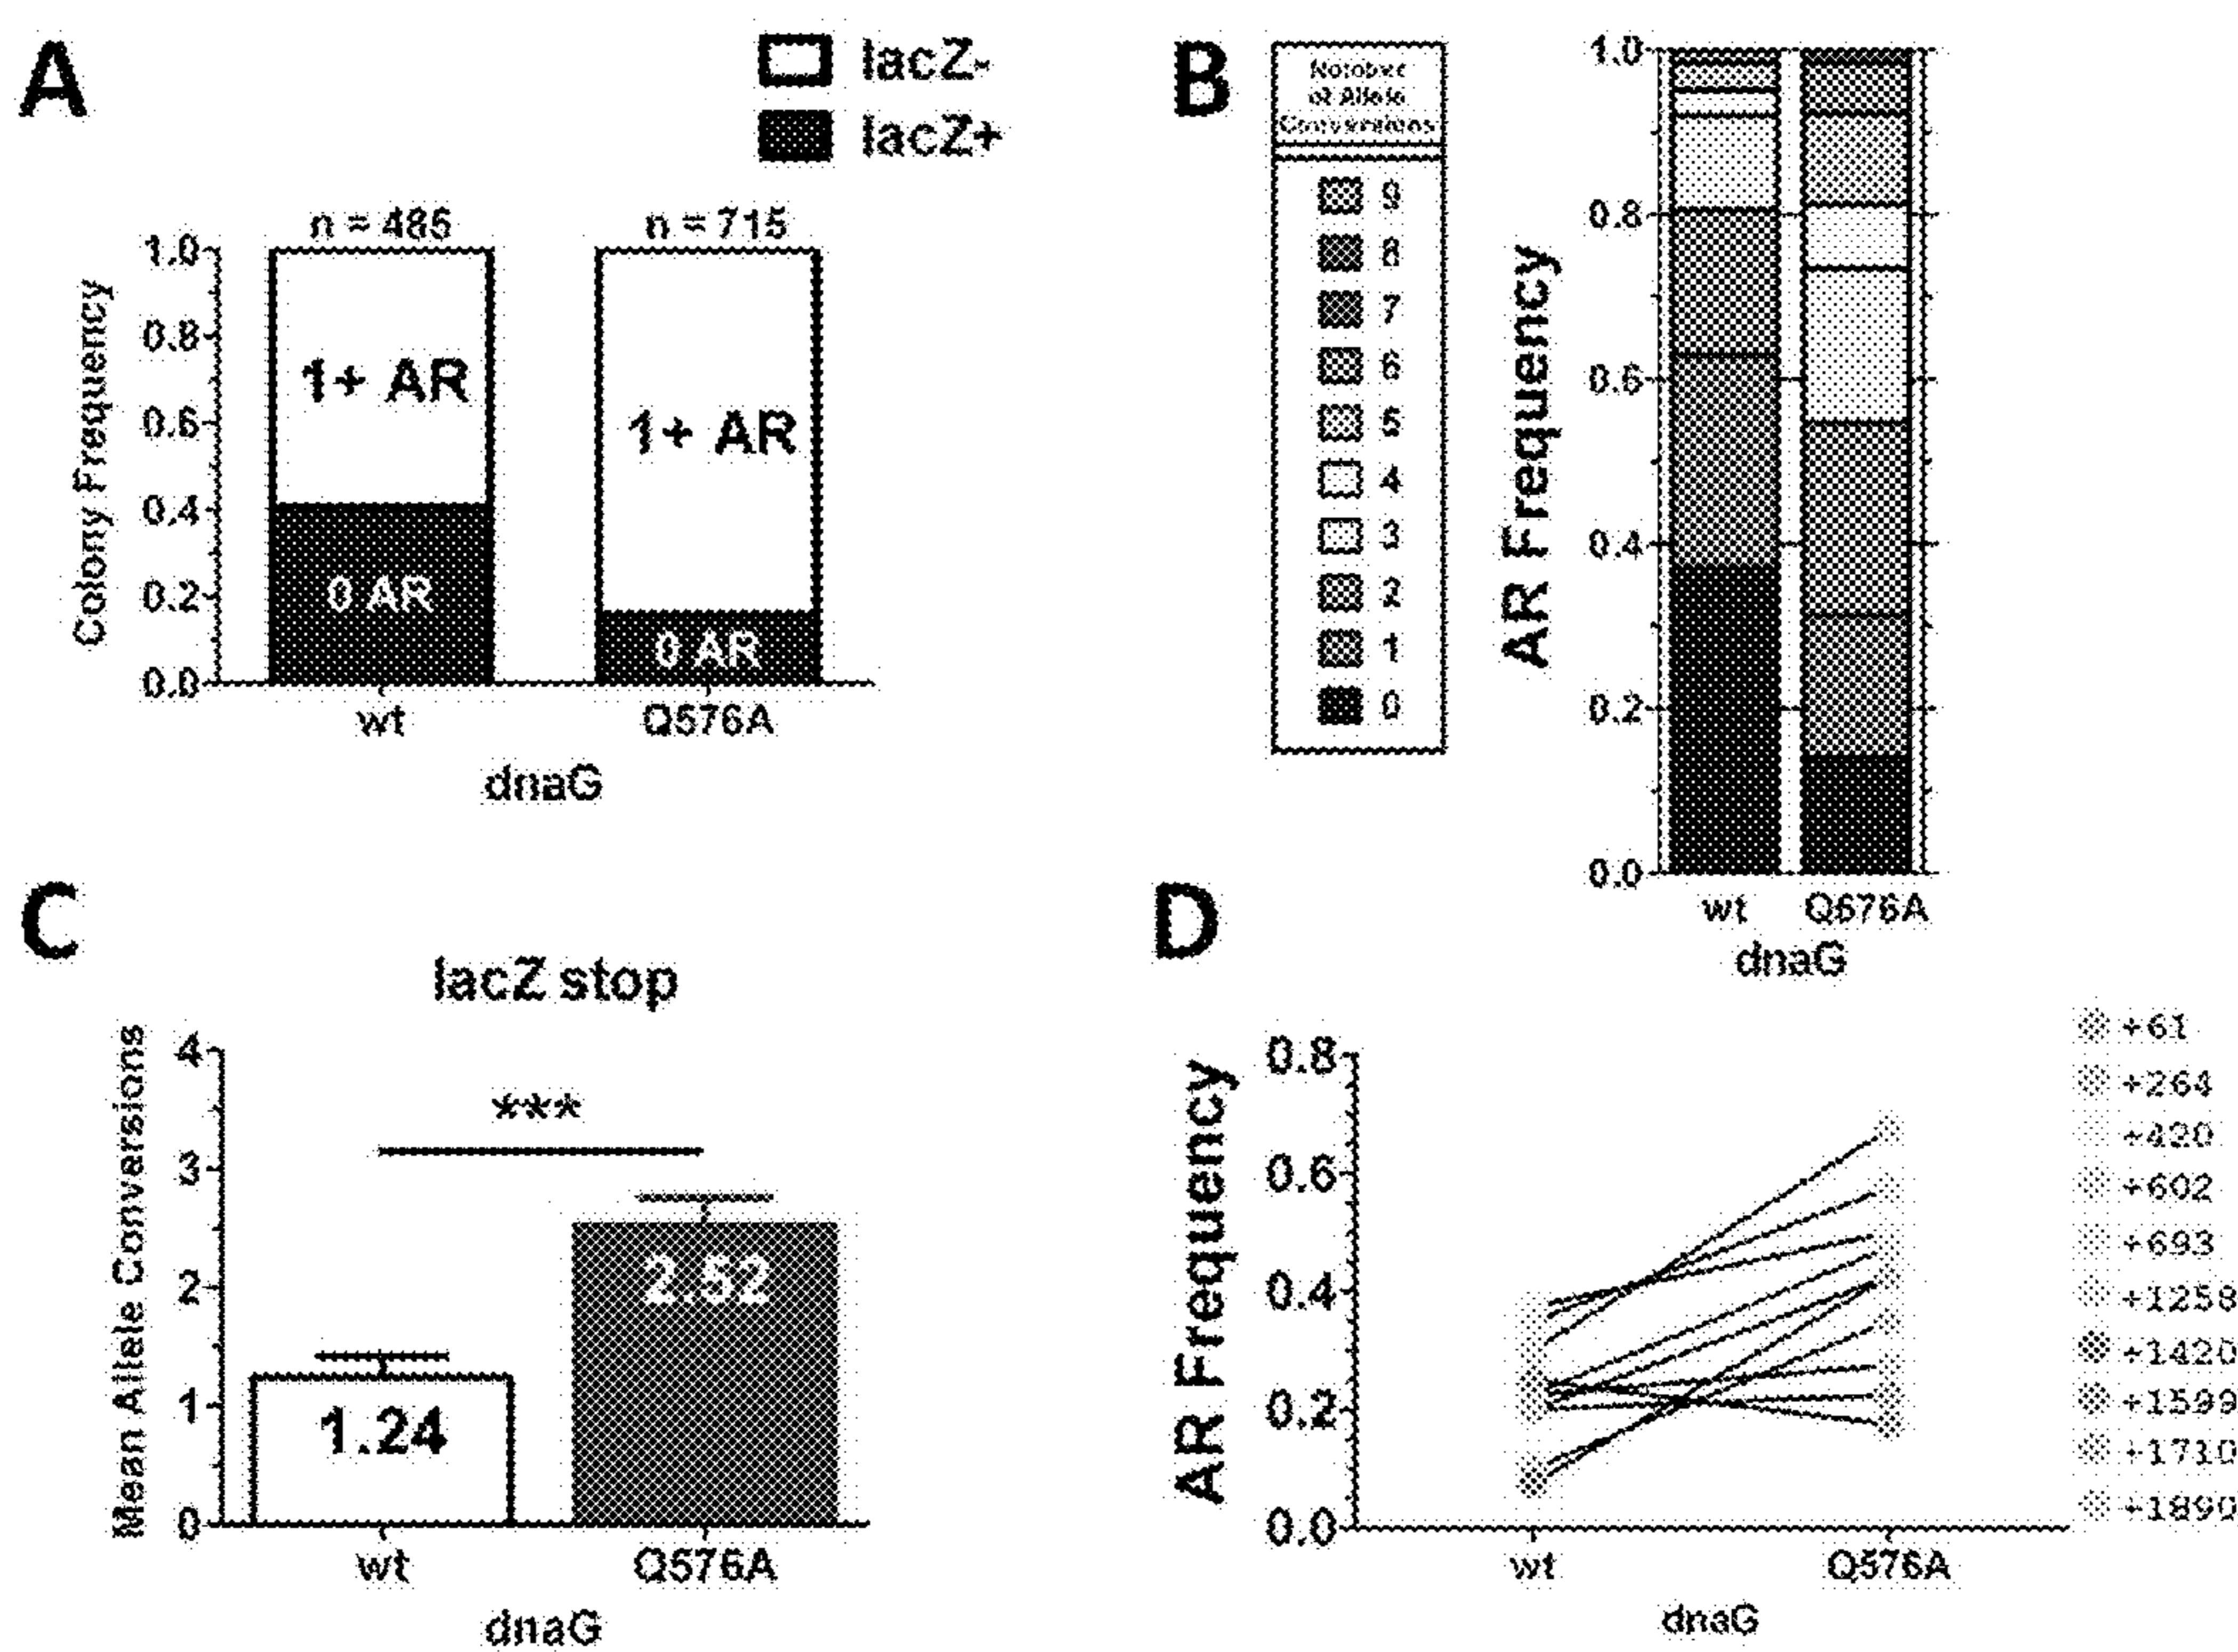 A
lacZ-
lacZ+
n = 485
n = 715
Colony Frequency
1.0
0.8
0.6
0.4
0.2
0.0
1+ AR
1+ AR
0 AR
0 AR
wt
Q576A
dnaG
B
Number
of Allele
Conversions
9
8
7
6
5
4
3
2
1
0
AR Frequency
1.0
0.8
0.6
0.4
0.2
0.0
wt
Q576A
dnaG
C
lacZ stop
Mean Allele Conversions
4
3
2
1
0
***
1.24
2.52
wt
Q576A
dnaG
D
AR Frequency
0.8
0.6
0.4
0.2
0.0
wt
Q576A
dnaG
+61
+264
+420
+602
+693
+1258
+1420
+1599
+1710
+1890